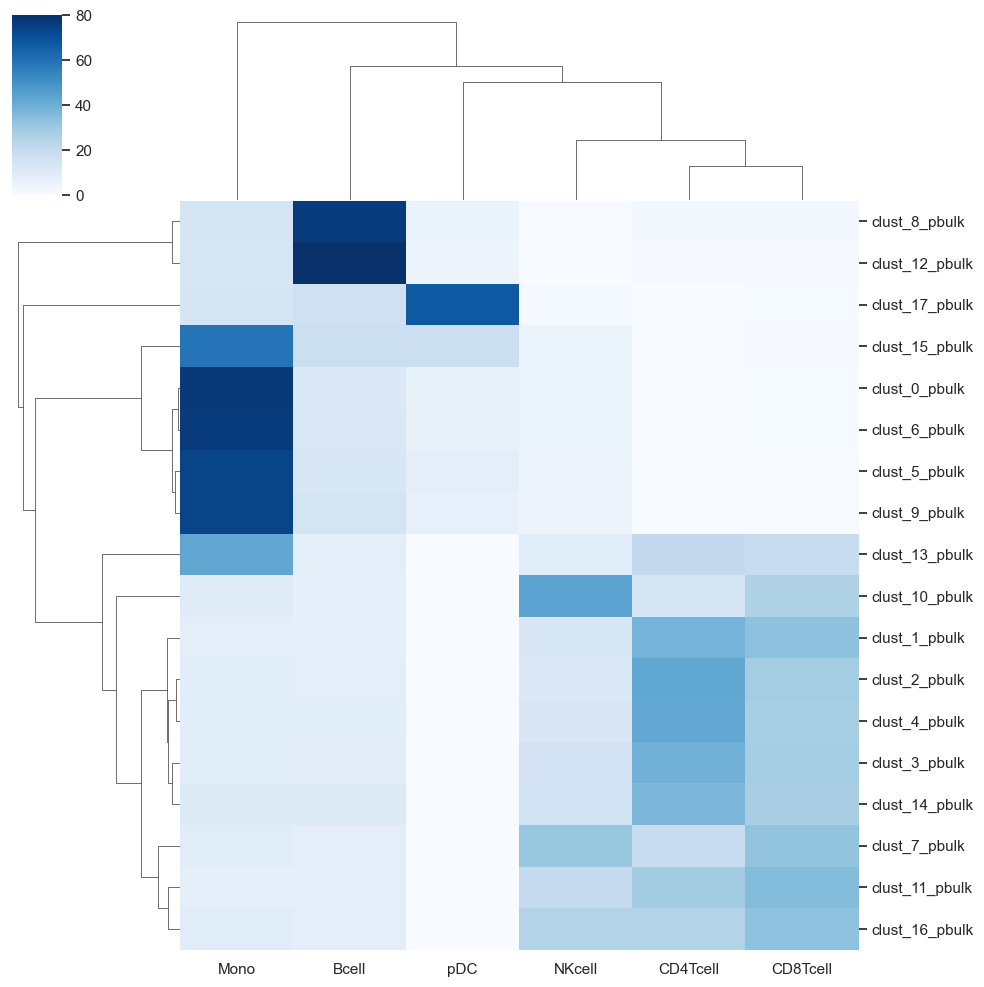 80
60
40
20
0
clust_8_pbulk
clust_12_pbulk
clust_17_pbulk
clust_15_pbulk
clust_0_pbulk
clust_6_pbulk
clust_5_pbulk
clust_9_pbulk
clust_13_pbulk
clust_10_pbulk
clust_1_pbulk
clust_2_pbulk
clust_4_pbulk
clust_3_pbulk
clust_14_pbulk
clust_7_pbulk
clust_11_pbulk
clust_16_pbulk
Mono Bcell pDC NKcell CD4Tcell CD8Tcell